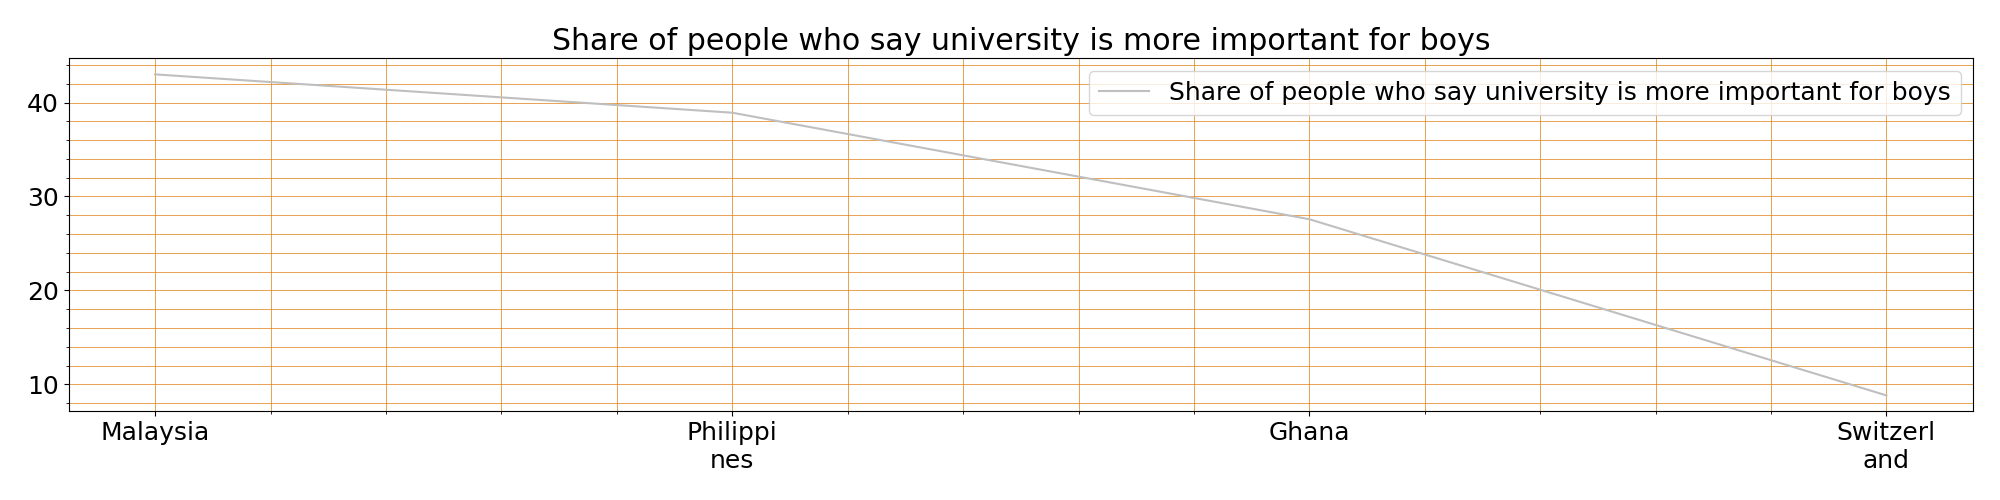 Share of people who say university is more important for boys
Share of people who say university is more important for boys
40
30
20
10
Malaysia
Philippi
nes
Ghana
Switzerl
and